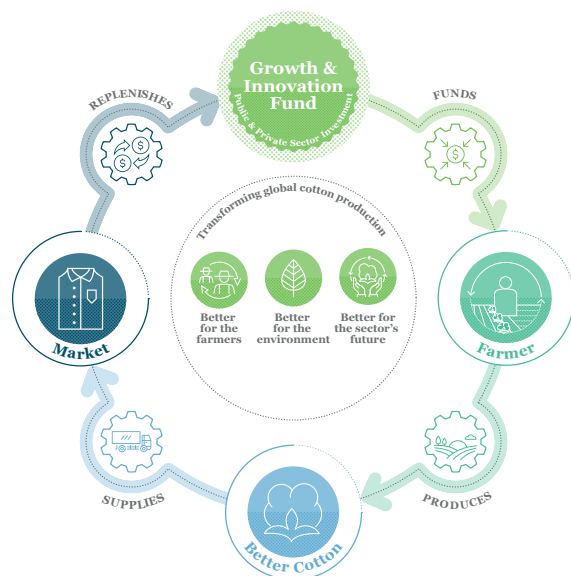 Growth &
Innovation
Fund
Public & Private Sector Investment
REPLENISHES
FUNDS
Transforming global cotton production
Better
for the
farmers
Better
for the
environment
Better for
the sector's
future
Market
Farmer
SUPPLIES
PRODUCES
Better Cotton